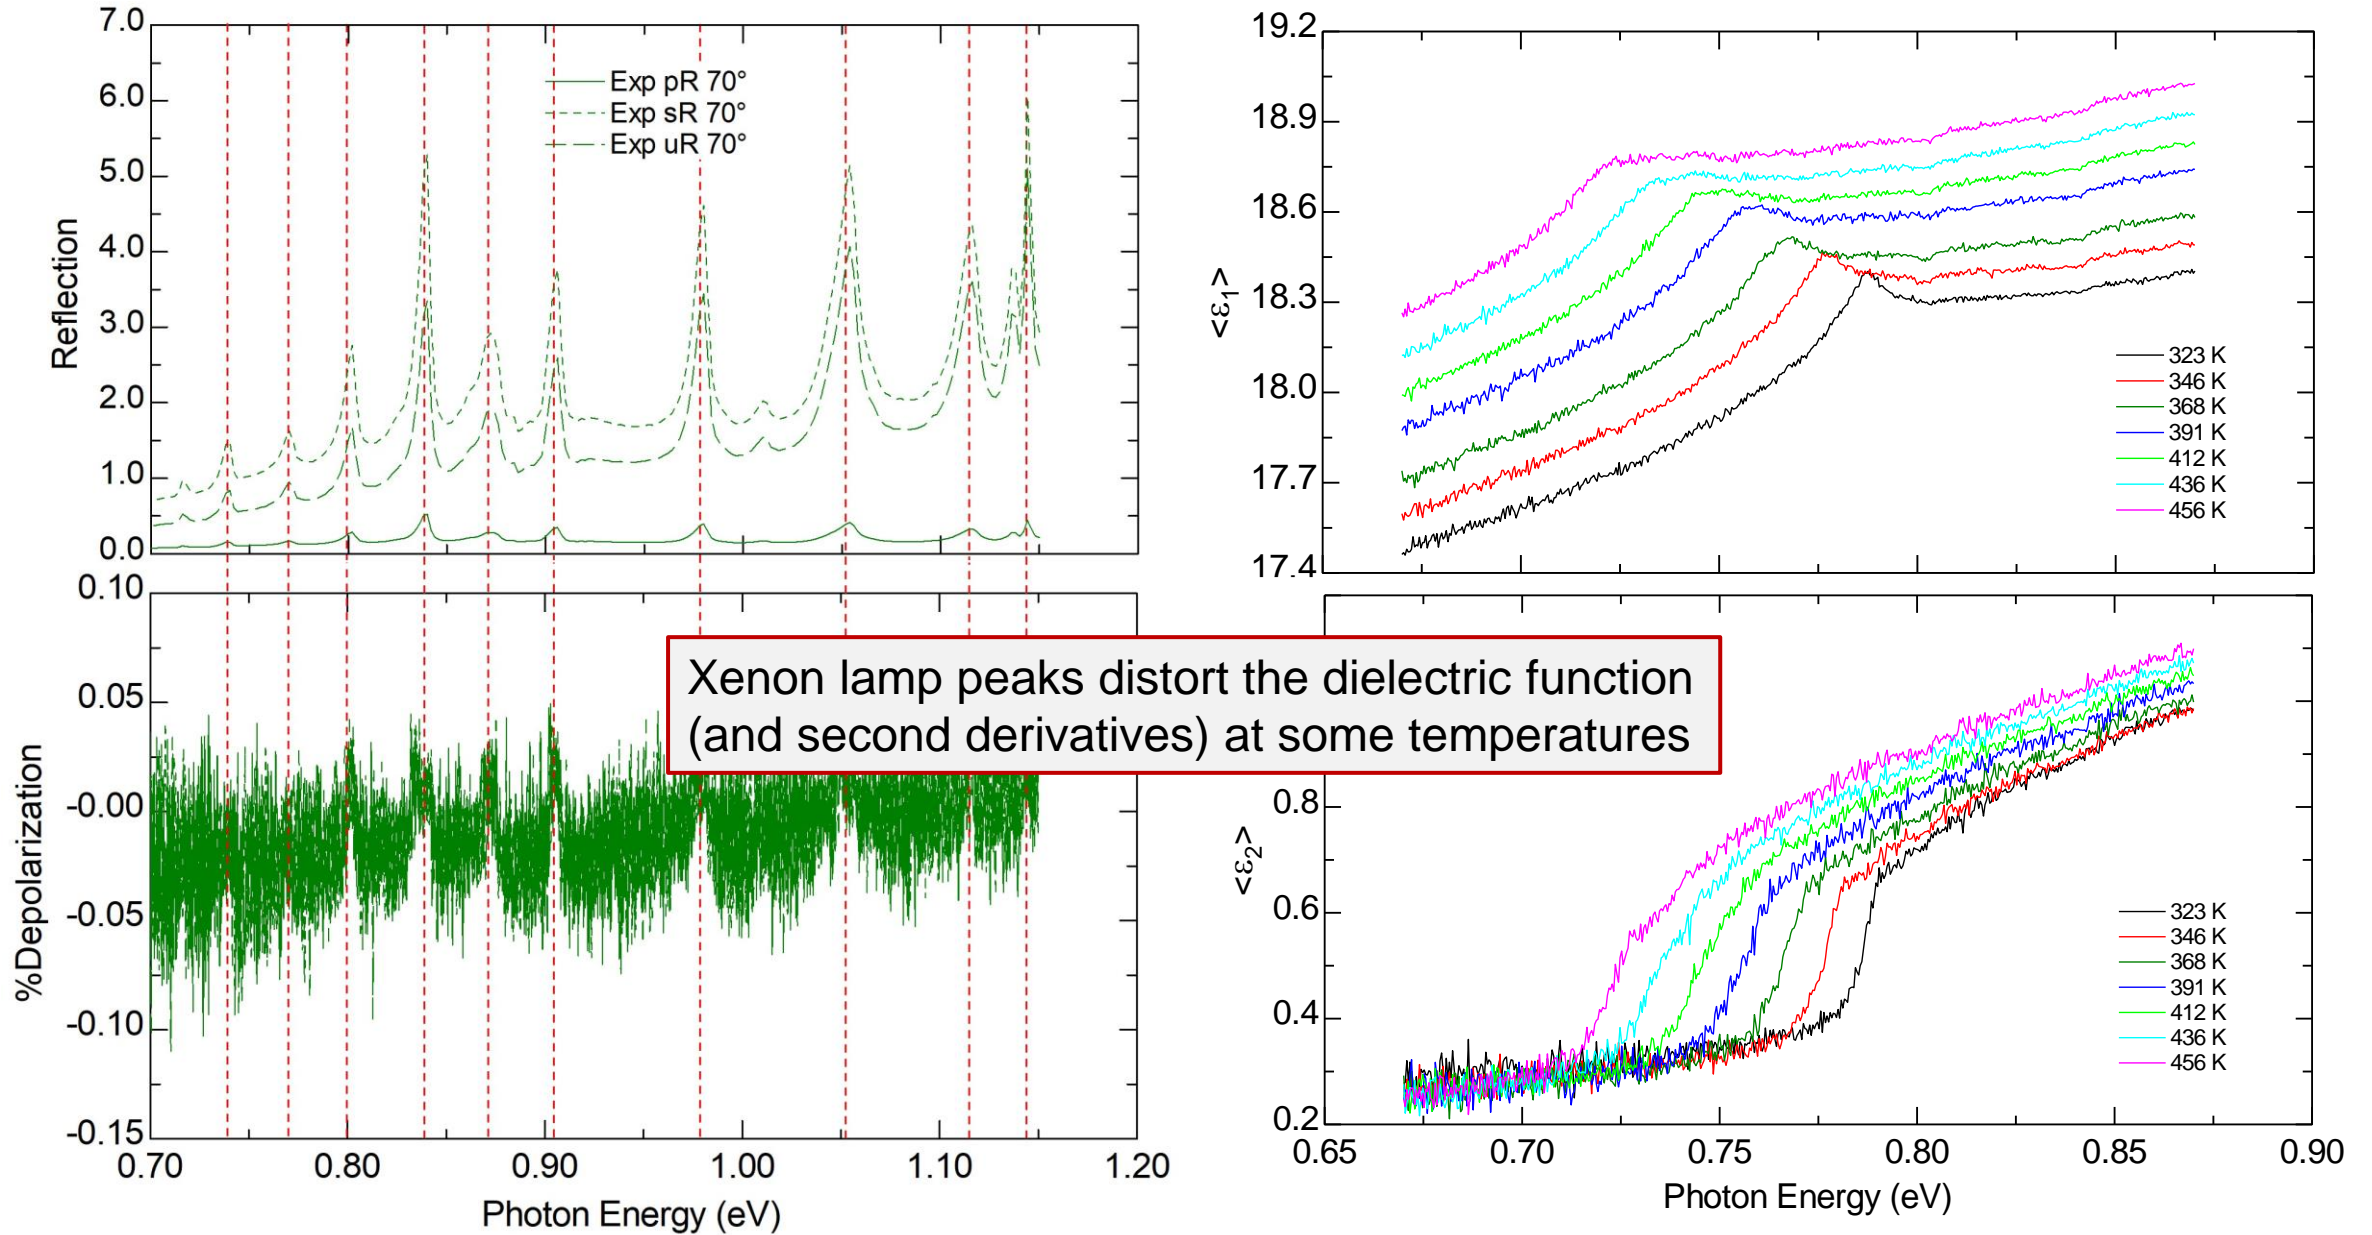 7.0
6.0
5.0
4.0
3.0
2.0
1.0
0.0
Reflection
Exp pR 70°
Exp sR 70°
Exp uR 70°
0.10
0.05
-0.00
-0.05
-0.10
-0.15
%Depolarization
0.70 0.80 0.90 1.00 1.10 1.20
Photon Energy (eV)
19.2
18.9
18.6
18.3
18.0
17.7
17.4
<ε₁>
323 K
346 K
368 K
391 K
412 K
436 K
456 K
Xenon lamp peaks distort the dielectric function
(and second derivatives) at some temperatures
0.8
0.6
0.4
0.2
<ε₂>
323 K
346 K
368 K
391 K
412 K
436 K
456 K
0.65 0.70 0.75 0.80 0.85 0.90
Photon Energy (eV)